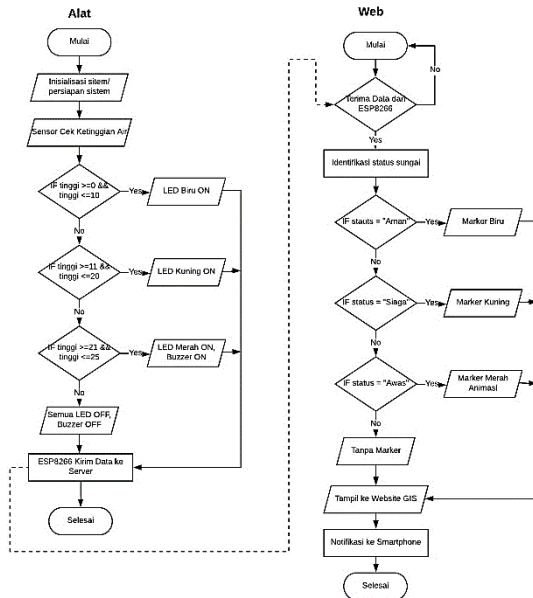 Alat
Mulai
Inisialisasi sitem/
persiapan sistem
Sensor Cek Ketinggian Air
IF tinggi >=0 &&
tinggi <=10
Yes
LED Biru ON
No
IF tinggi >=11 &&
tinggi <=20
Yes
LED Kuning ON
No
IF tinggi >=21 &&
tinggi <=25
Yes
LED Merah ON,
Buzzer ON
No
Semua LED OFF,
Buzzer OFF
ESP8266 Kirim Data ke
Server
Selesai
Web
Mulai
No
Terima Data dari
ESP8266
Yes
Identifikasi status sungai
IF stauts = "Aman"
Yes
Marker Biru
No
IF status = "Siaga"
Yes
Marker Kuning
No
IF status = "Awas"
Yes
Marker Merah
Animasi
No
Tanpa Marker
Tampil ke Website GIS
Notifikasi ke Smartphone
Selesai